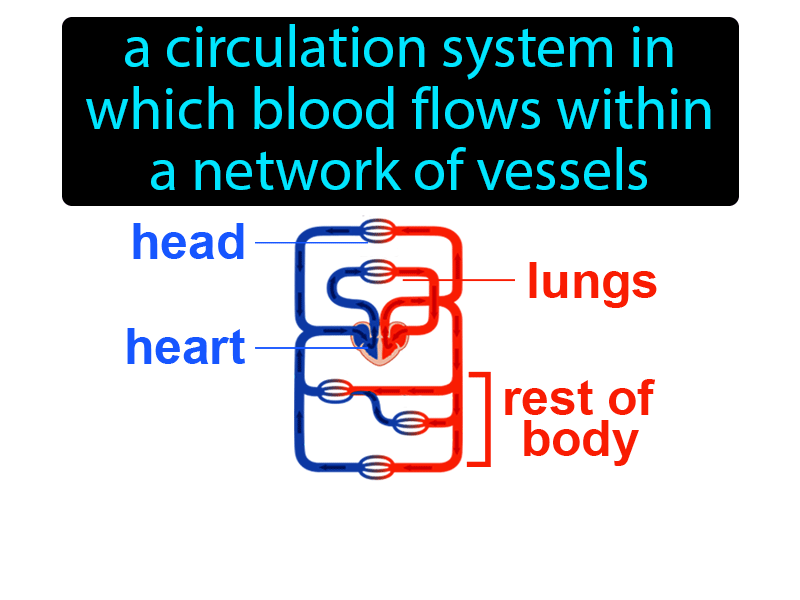 a circulation system in
which blood flows within
a network of vessels
head
lungs
heart
rest of
body